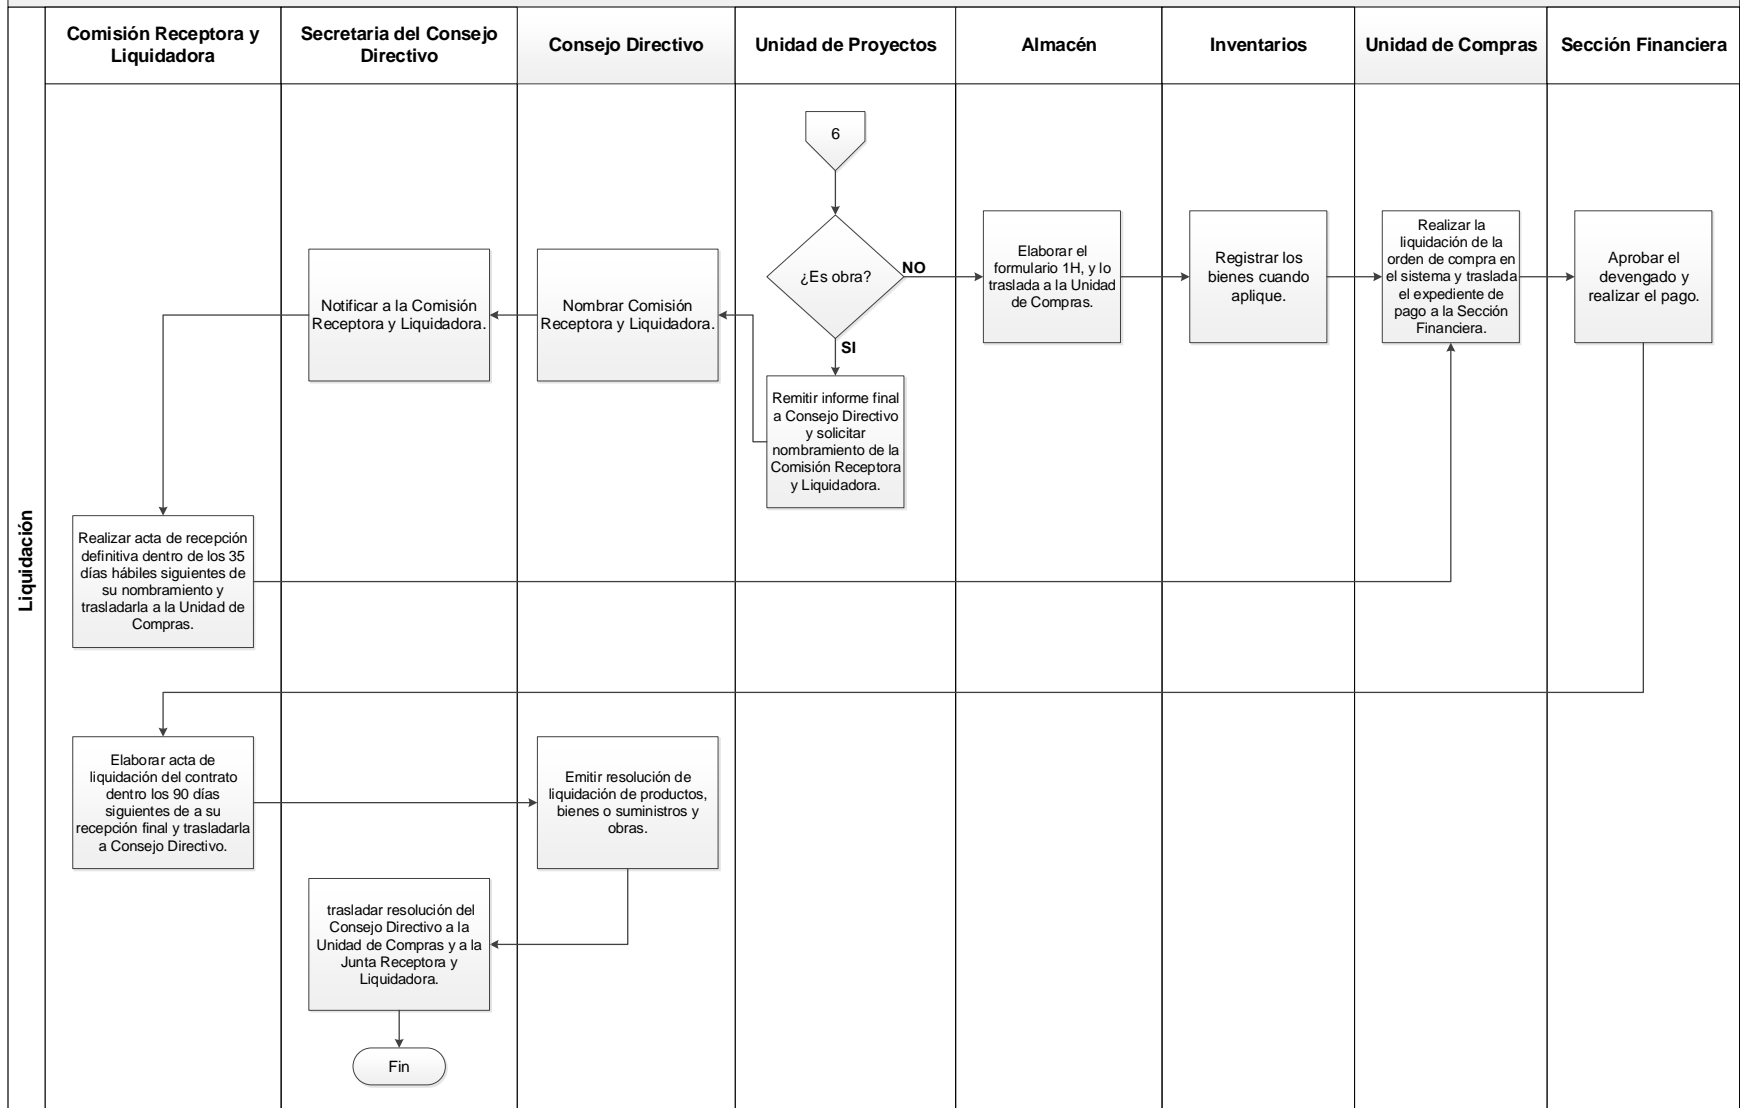 Comisión Receptora y
Liquidadora
Secretaria del Consejo
Directivo
Consejo Directivo
Unidad de Proyectos
Almacén
Inventarios
Unidad de Compras
Sección Financiera
Liquidación
6
¿Es obra?
NO
SI
Elaborar el
formulario 1H, y lo
traslada a la Unidad
de Compras.
Registrar los
bienes cuando
aplique.
Realizar la
liquidación de la
orden de compra en
el sistema y traslada
el expediente de
pago a la Sección
Financiera.
Aprobar el
devengado y
realizar el pago.
Notificar a la Comisión
Receptora y Liquidadora.
Nombrar Comisión
Receptora y Liquidadora.
Remitir informe final
a Consejo Directivo
y solicitar
nombramiento de la
Comisión Receptora
y Liquidadora.
Realizar acta de recepción
definitiva dentro de los 35
días hábiles siguientes de
su nombramiento y
trasladarla a la Unidad de
Compras.
Elaborar acta de
liquidación del contrato
dentro los 90 días
siguientes de a su
recepción final y trasladarla
a Consejo Directivo.
Emitir resolución de
liquidación de productos,
bienes o suministros y
obras.
trasladar resolución del
Consejo Directivo a la
Unidad de Compras y a la
Junta Receptora y
Liquidadora.
Fin